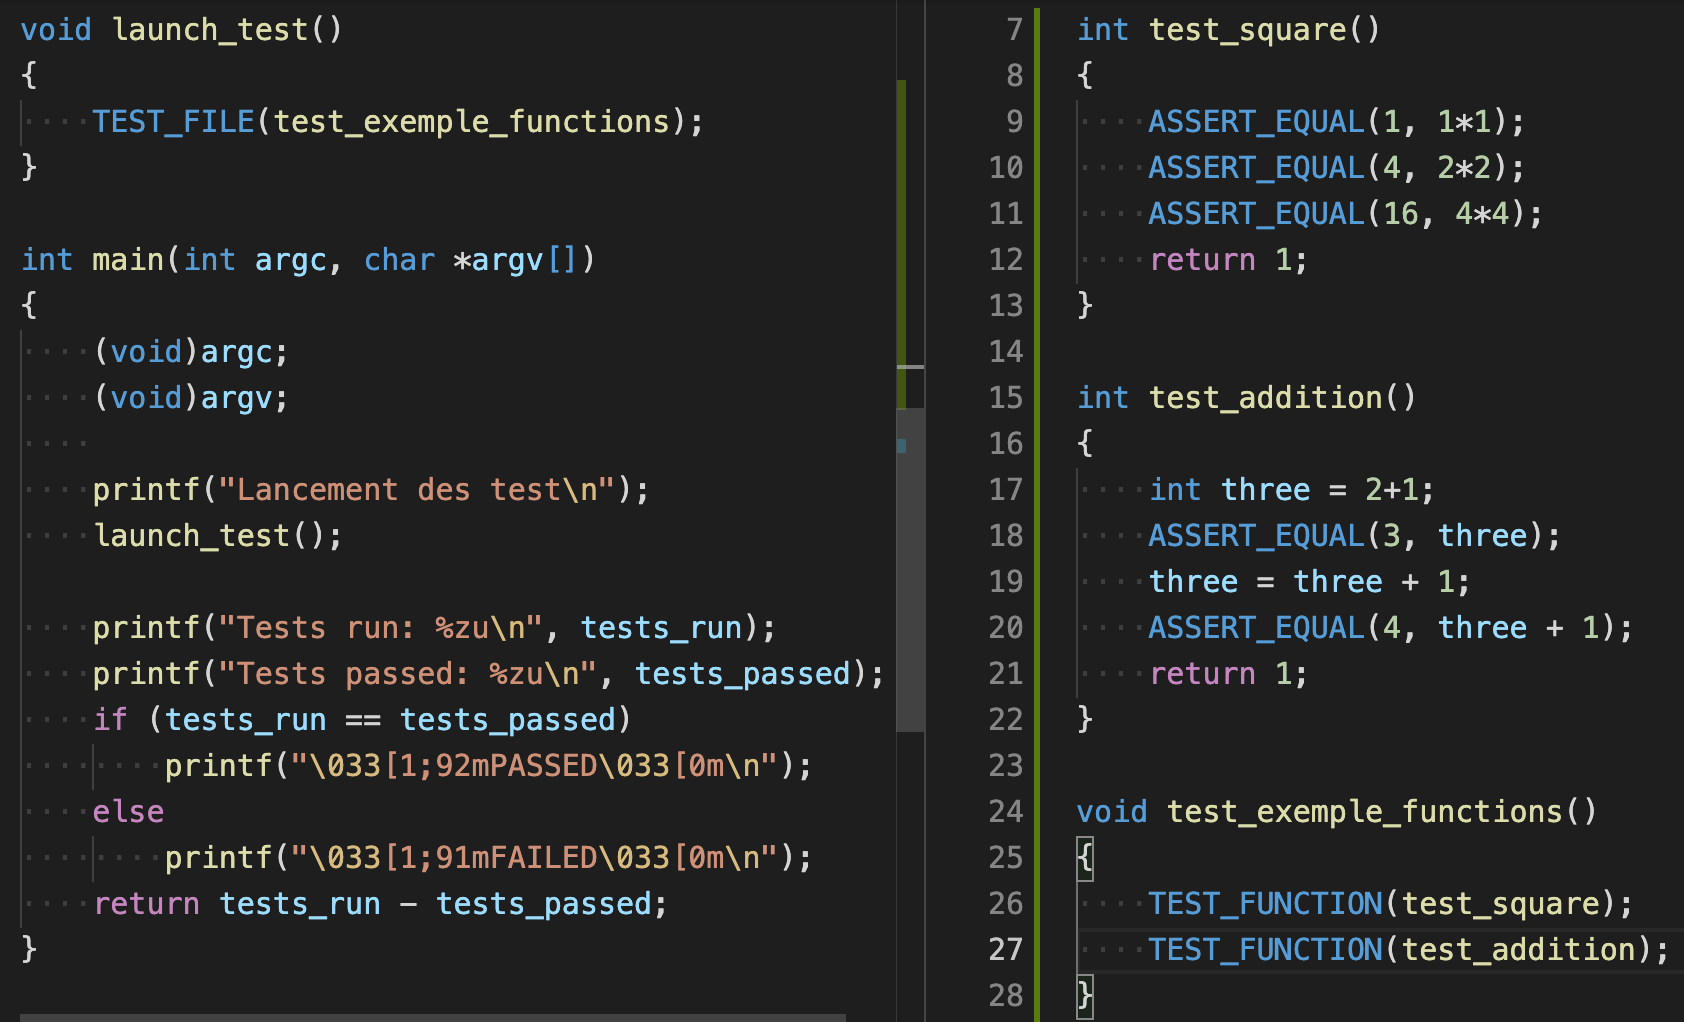 void launch_test()
{
    TEST_FILE(test_exemple_functions);
}

int main(int argc, char *argv[])
{
    (void)argc;
    (void)argv;

    printf("Lancement des test\n");
    launch_test();

    printf("Tests run: %zu\n", tests_run);
    printf("Tests passed: %zu\n", tests_passed);
    if (tests_run == tests_passed)
        printf("\033[1;92mPASSED\033[0m\n");
    else
        printf("\033[1;91mFAILED\033[0m\n");
    return tests_run - tests_passed;
}

7 int test_square()
8 {
9     ASSERT_EQUAL(1, 1*1);
10     ASSERT_EQUAL(4, 2*2);
11     ASSERT_EQUAL(16, 4*4);
12     return 1;
13 }
14
15 int test_addition()
16 {
17     int three = 2+1;
18     ASSERT_EQUAL(3, three);
19     three = three + 1;
20     ASSERT_EQUAL(4, three + 1);
21     return 1;
22 }
23
24 void test_exemple_functions()
25 {
26     TEST_FUNCTION(test_square);
27     TEST_FUNCTION(test_addition);
28 }